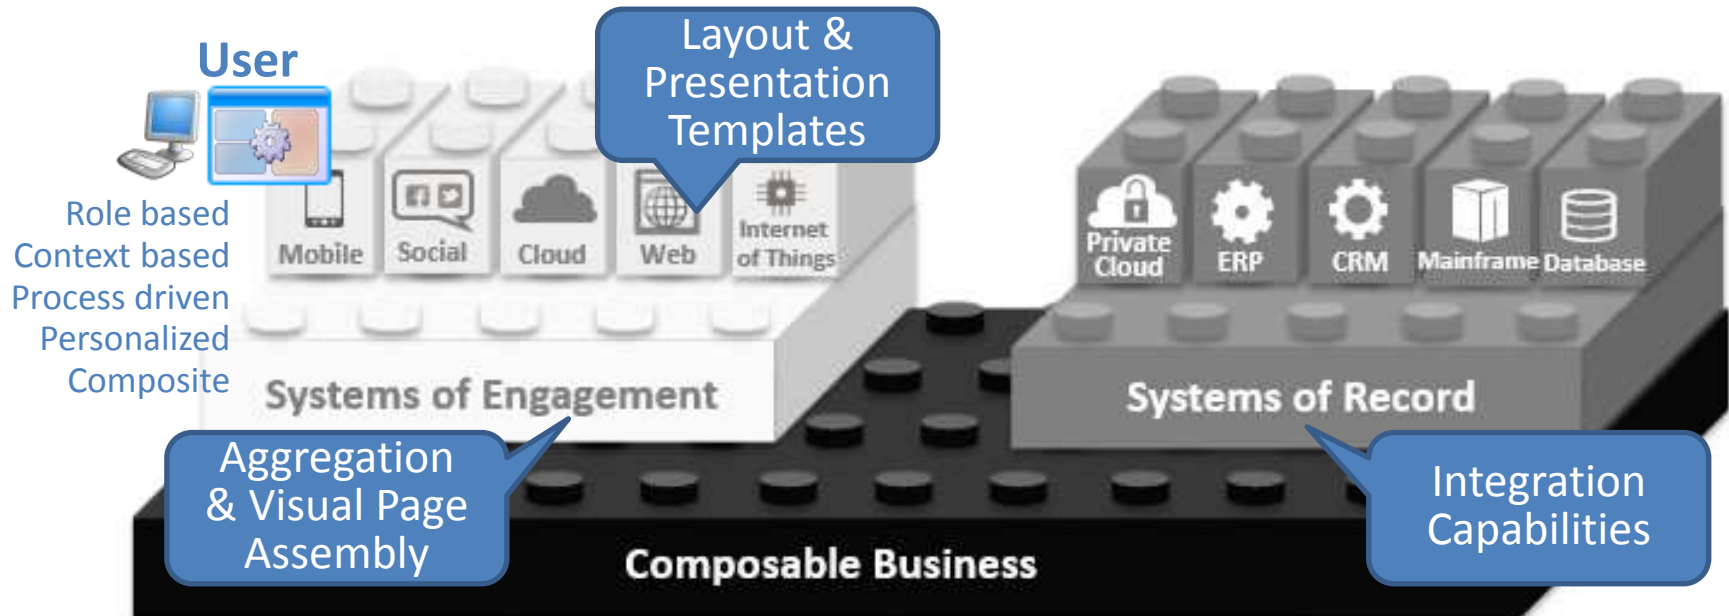 User
Role based
Context based
Process driven
Personalized
Composite
Layout &
Presentation
Templates
Mobile
Social
Cloud
Web
Internet
of Things
Private
Cloud
ERP
CRM
Mainframe
Database
Systems of Engagement
Systems of Record
Aggregation
& Visual Page
Assembly
Integration
Capabilities
Composable Business